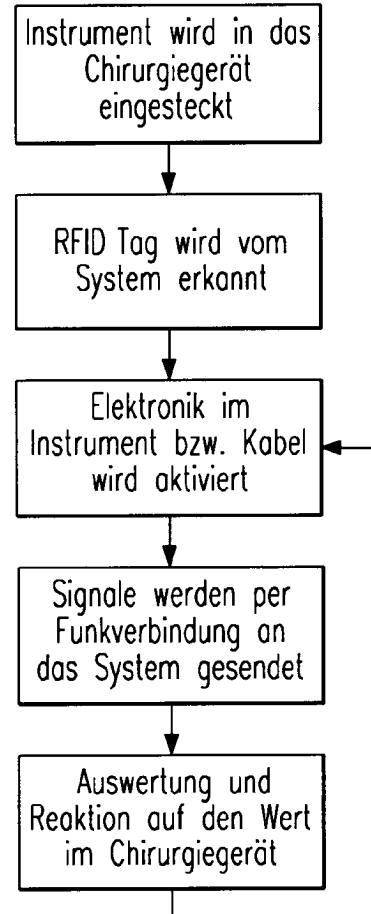 Instrument wird in das
Chirurgiegerät
eingesteckt
RFID Tag wird vom
System erkannt
Elektronik im
Instrument bzw. Kabel
wird aktiviert
Signale werden per
Funkverbindung an
das System gesendet
Auswertung und
Reaktion auf den Wert
im Chirurgiegerät